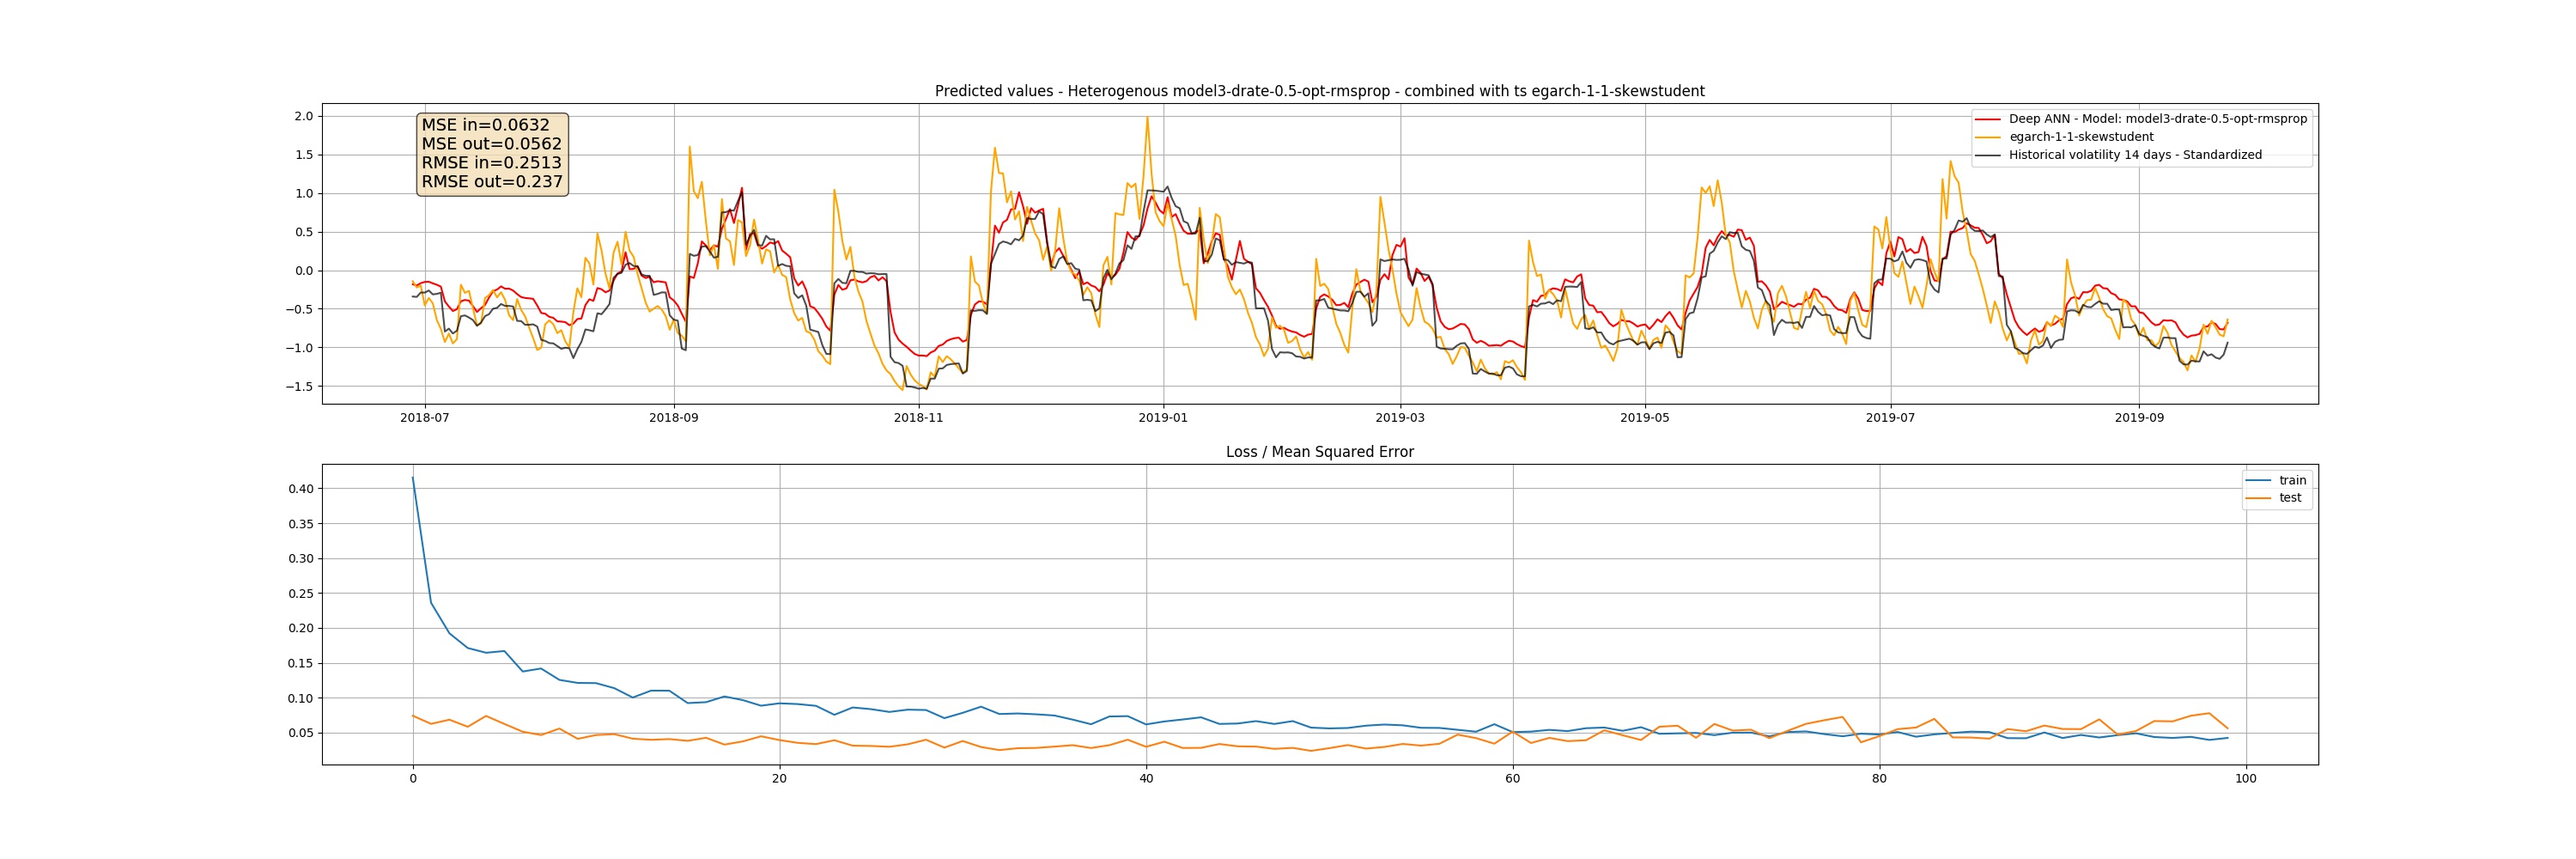 Predicted values - Heterogenous model3-drate-0.5-opt-rmsprop - combined with ts egarch-1-1-skewstudent
MSE in=0.0632
MSE out=0.0562
RMSE in=0.2513
RMSE out=0.237
Deep ANN - Model: model3-drate-0.5-opt-rmsprop
egarch-1-1-skewstudent
Historical volatility 14 days - Standardized
2.0
1.5
1.0
0.5
0.0
−0.5
−1.0
−1.5
2018-07 2018-09 2018-11 2019-01 2019-03 2019-05 2019-07 2019-09
Loss / Mean Squared Error
train
test
0.40
0.35
0.30
0.25
0.20
0.15
0.10
0.05
0 20 40 60 80 100